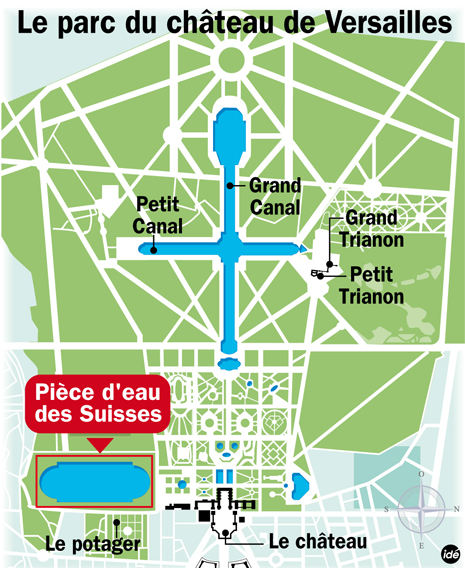 Le parc du château de Versailles
Grand
Canal
Petit
Canal
Grand
Trianon
Petit
Trianon
Pièce d'eau
des Suisses
O
S
N
E
Le potager
Le château
idé